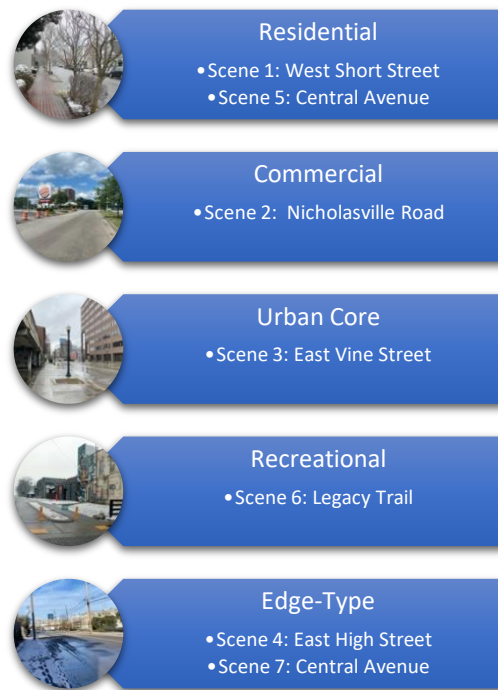 Residential
•Scene 1: West Short Street
•Scene 5: Central Avenue
Commercial
•Scene 2: Nicholasville Road
Urban Core
•Scene 3: East Vine Street
Recreational
•Scene 6: Legacy Trail
Edge-Type
•Scene 4: East High Street
•Scene 7: Central Avenue